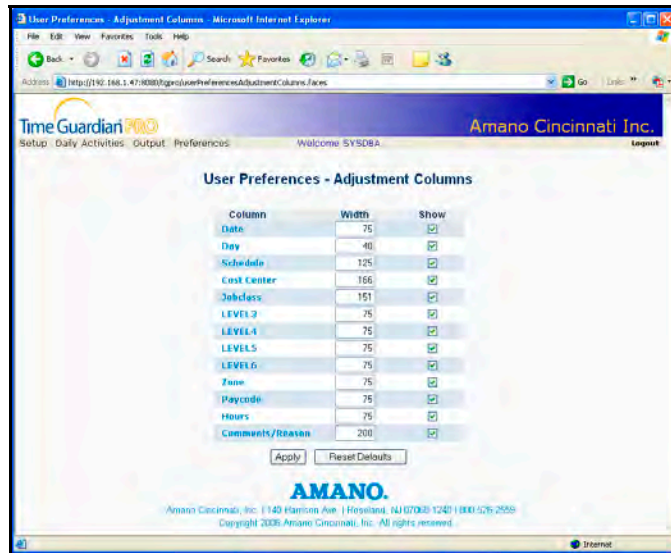 User Preferences - Adjustment Columns - Microsoft Internet Explorer
File Edit View Favorites Tools Help
Back Search Favorites
Address http://192.168.1.47:8080/tgpro/userPreferencesAdjustmentColumns.faces Go Links »
Time Guardian PRO Amano Cincinnati Inc.
Setup Daily Activities Output Preferences Welcome SYSDBA Logout
User Preferences - Adjustment Columns
Column Width Show
Date 75
Day 40
Schedule 125
Cost Center 166
Jobclass 151
LEVEL3 75
LEVEL4 75
LEVEL5 75
LEVEL6 75
Zone 75
Paycode 75
Hours 75
Comments/Reason 200
Apply Reset Defaults
AMANO.
Amano Cincinnati, Inc. | 140 Harrison Ave. | Roseland, NJ 07068-1240 | 800-526-2559
Copyright 2006 Amano Cincinnati, Inc. All rights reserved.
Internet